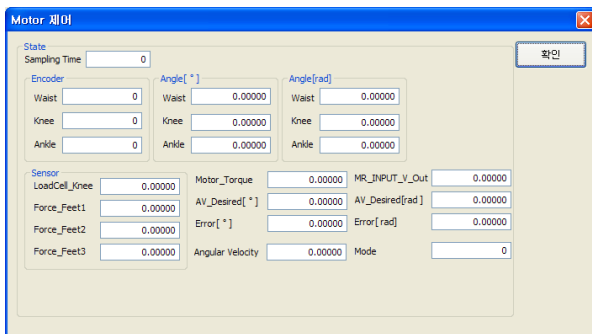 Motor 제어
State
확인
Sampling Time 0
Encoder Angle[ ° ] Angle[rad]
Waist 0 Waist 0.00000 Waist 0.00000
Knee 0 Knee 0.00000 Knee 0.00000
Ankle 0 Ankle 0.00000 Ankle 0.00000
Sensor
LoadCell_Knee 0.00000 Motor_Torque 0.00000 MR_INPUT_V_Out 0.00000
Force_Feet1 0.00000 AV_Desired[ ° ] 0.00000 AV_Desired[rad ] 0.00000
Force_Feet2 0.00000 Error[ ° ] 0.00000 Error[ rad] 0.00000
Force_Feet3 0.00000 Angular Velocity 0.00000 Mode 0